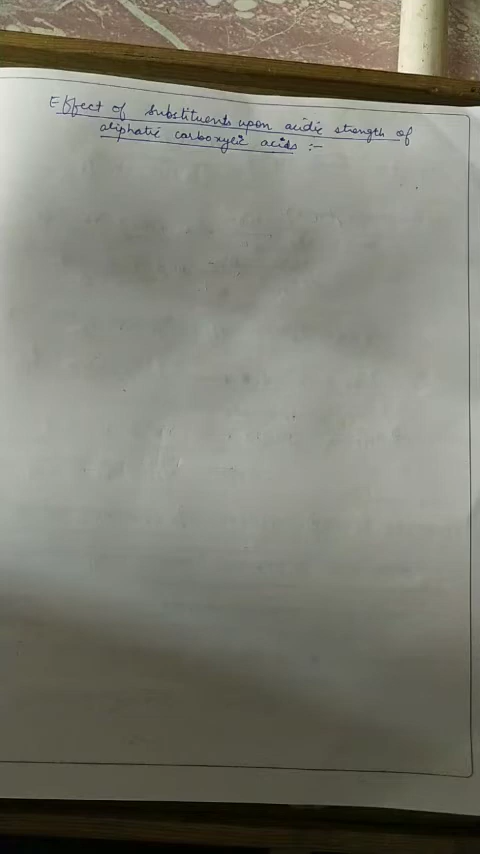 Effect of substituents upon acidic strength of
aliphatic carboxylic acids :-